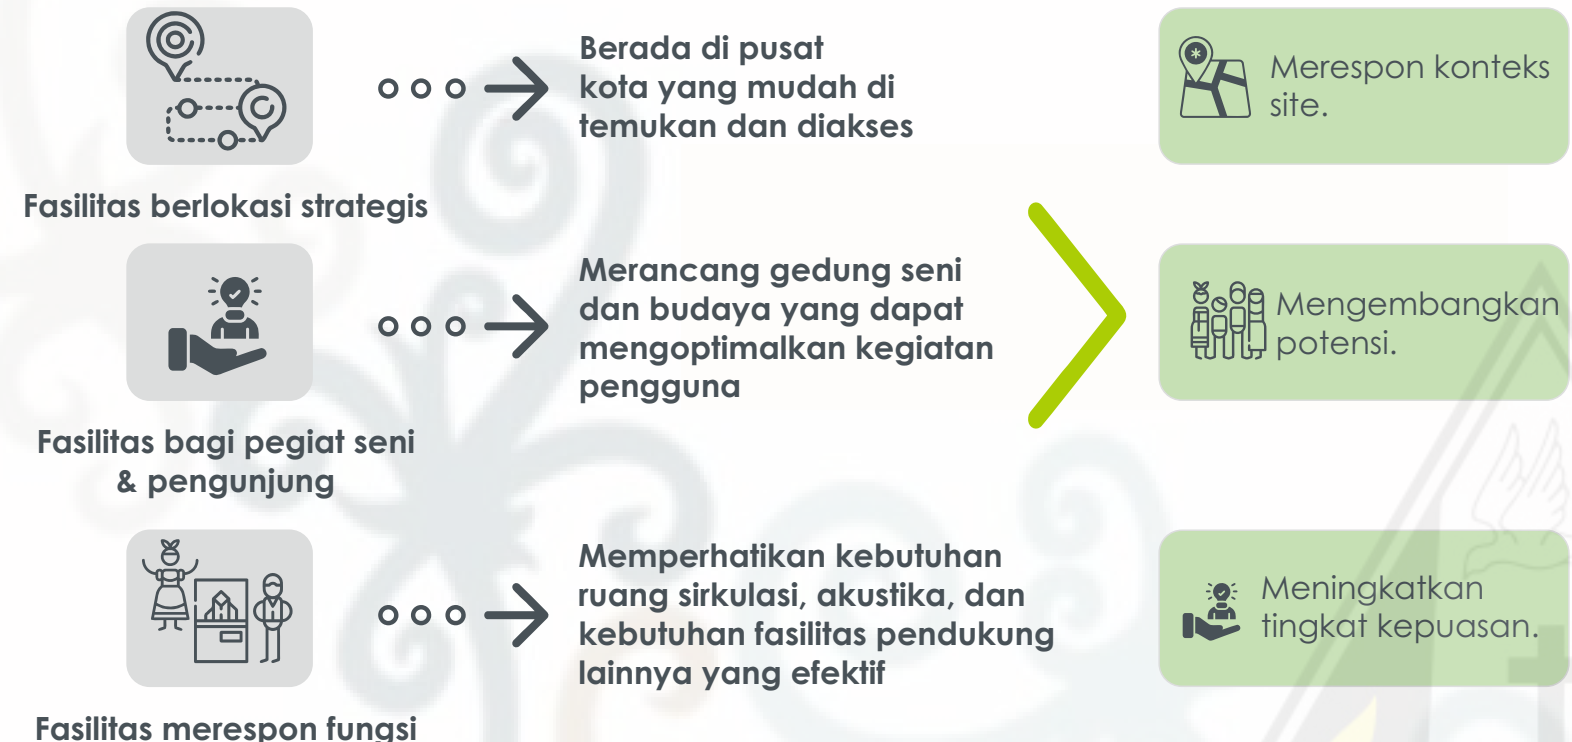 Berada di pusat
kota yang mudah di
temukan dan diakses
Merespon konteks
site.
Fasilitas berlokasi strategis
Merancang gedung seni
dan budaya yang dapat
mengoptimalkan kegiatan
pengguna
Mengembangkan
potensi.
Fasilitas bagi pegiat seni
& pengunjung
Memperhatikan kebutuhan
ruang sirkulasi, akustika, dan
kebutuhan fasilitas pendukung
lainnya yang efektif
Meningkatkan
tingkat kepuasan.
Fasilitas merespon fungsi